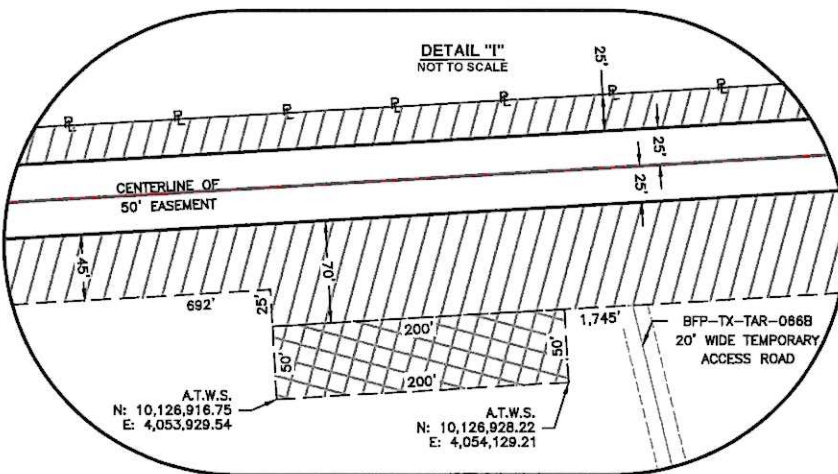 DETAIL "I"
NOT TO SCALE
25'
PL PL PL PL PL PL PL
25'
CENTERLINE OF
50' EASEMENT
25'
45'
70'
692'
25'
200'
1,745'
BFP-TX-TAR-066B
20' WIDE TEMPORARY
ACCESS ROAD
50'
50'
200'
A.T.W.S.
N: 10,126,916.75
E: 4,053,929.54
A.T.W.S.
N: 10,126,928.22
E: 4,054,129.21